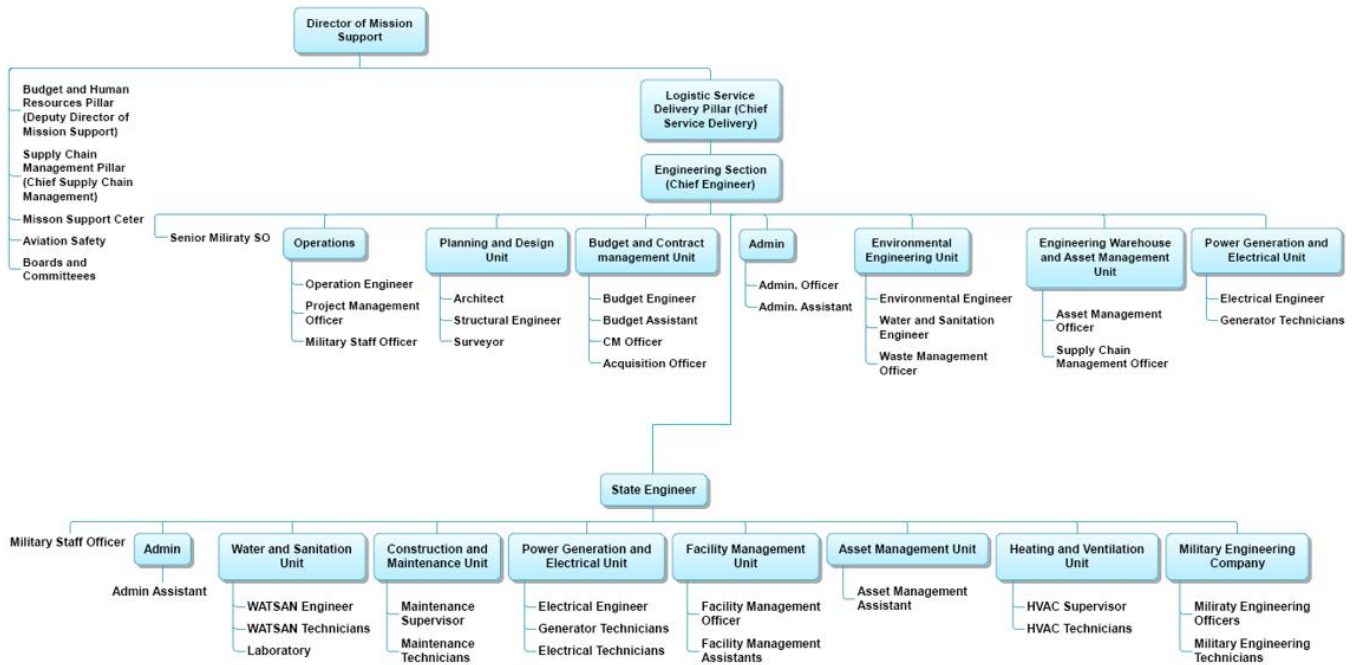 Director of Mission
Support
Budget and Human
Resources Pillar
(Deputy Director of
Mission Support)
Supply Chain
Management Pillar
(Chief Supply Chain
Management)
Misson Support Ceter
Aviation Safety
Boards and
Committeees
Logistic Service
Delivery Pillar (Chief
Service Delivery)
Engineering Section
(Chief Engineer)
Senior Miliraty SO
Operations
Operation Engineer
Project Management
Officer
Military Staff Officer
Planning and Design
Unit
Architect
Structural Engineer
Surveyor
Budget and Contract
management Unit
Budget Engineer
Budget Assistant
CM Officer
Acquisition Officer
Admin
Admin. Officer
Admin. Assistant
Environmental
Engineering Unit
Environmental Engineer
Water and Sanitation
Engineer
Waste Management
Officer
Engineering Warehouse
and Asset Management
Unit
Asset Management
Officer
Supply Chain
Management Officer
Power Generation and
Electrical Unit
Electrical Engineer
Generator Technicians
State Engineer
Military Staff Officer
Admin
Admin Assistant
Water and Sanitation
Unit
WATSAN Engineer
WATSAN Technicians
Laboratory
Construction and
Maintenance Unit
Maintenance
Supervisor
Maintenance
Technicians
Power Generation and
Electrical Unit
Electrical Engineer
Generator Technicians
Electrical Technicians
Facility Management
Unit
Facility Management
Officer
Facility Management
Assistants
Asset Management Unit
Asset Management
Assistant
Heating and Ventilation
Unit
HVAC Supervisor
HVAC Technicians
Military Engineering
Company
Miliraty Engineering
Officers
Military Engineering
Technicians